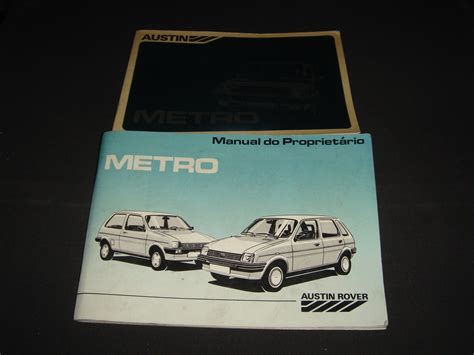 AUSTIN
METRO
Manual do Proprietário
METRO
AUSTIN ROVER